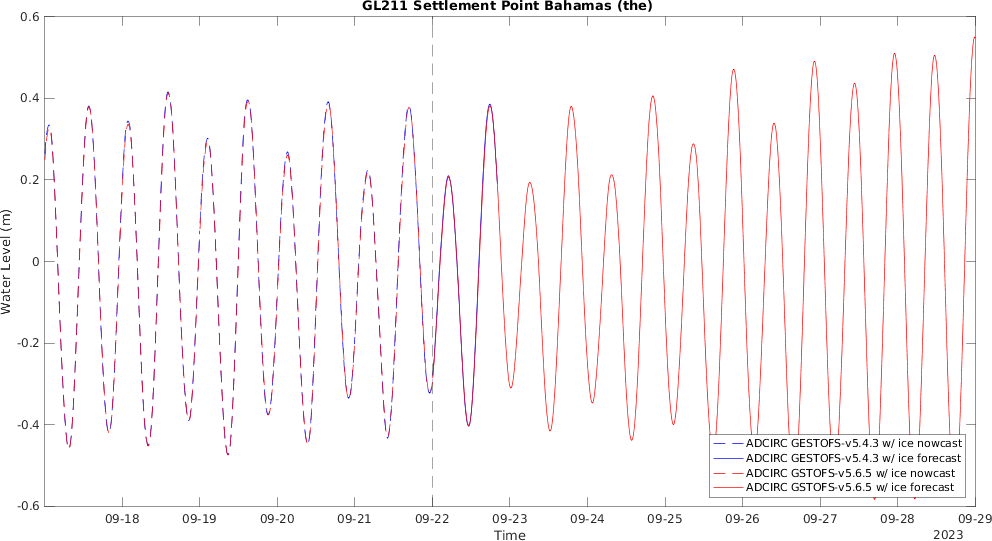 GL211 Settlement Point Bahamas (the)
0.6
0.4
0.2
0
-0.2
-0.4
-0.6
Water Level (m)
09-18
09-19
09-20
09-21
09-22
09-23
09-24
09-25
09-26
09-27
09-28
09-29
Time
2023
ADCIRC GESTOFS-v5.4.3 w/ ice nowcast
ADCIRC GESTOFS-v5.4.3 w/ ice forecast
ADCIRC GSTOFS-v5.6.5 w/ ice nowcast
ADCIRC GSTOFS-v5.6.5 w/ ice forecast